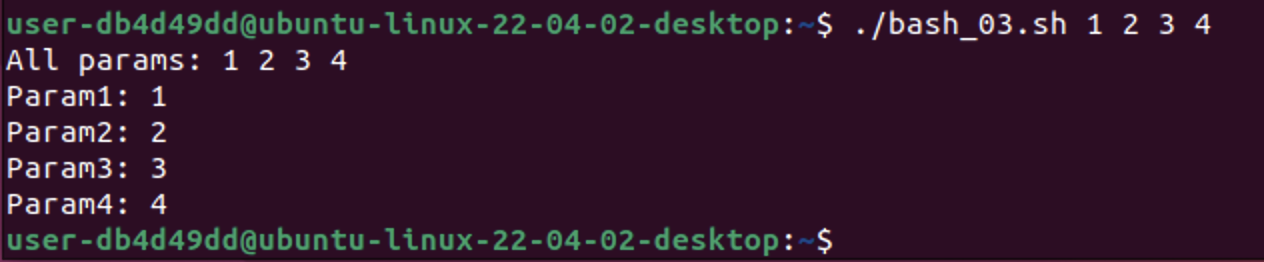 user-db4d49dd@ubuntu-linux-22-04-02-desktop:~$ ./bash_03.sh 1 2 3 4
All params: 1 2 3 4
Param1: 1
Param2: 2
Param3: 3
Param4: 4
user-db4d49dd@ubuntu-linux-22-04-02-desktop:~$